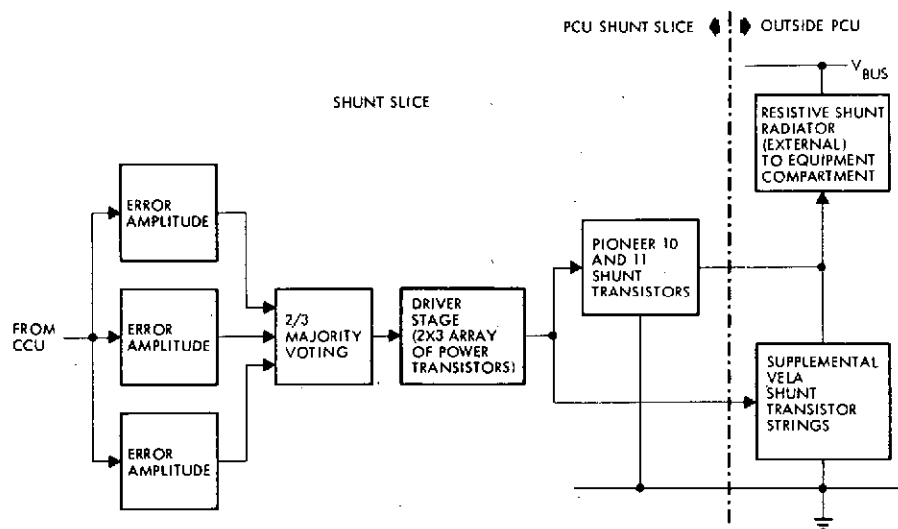 PCU SHUNT SLICE
OUTSIDE PCU
V BUS
SHUNT SLICE
RESISTIVE SHUNT
RADIATOR
(EXTERNAL)
TO EQUIPMENT
COMPARTMENT
ERROR
AMPLITUDE
PIONEER 10
AND 11
SHUNT
TRANSISTORS
FROM
CCU
ERROR
AMPLITUDE
2/3
MAJORITY
VOTING
DRIVER
STAGE
(2X3 ARRAY
OF POWER
TRANSISTORS)
SUPPLEMENTAL
VELA
SHUNT
TRANSISTOR
STRINGS
ERROR
AMPLITUDE